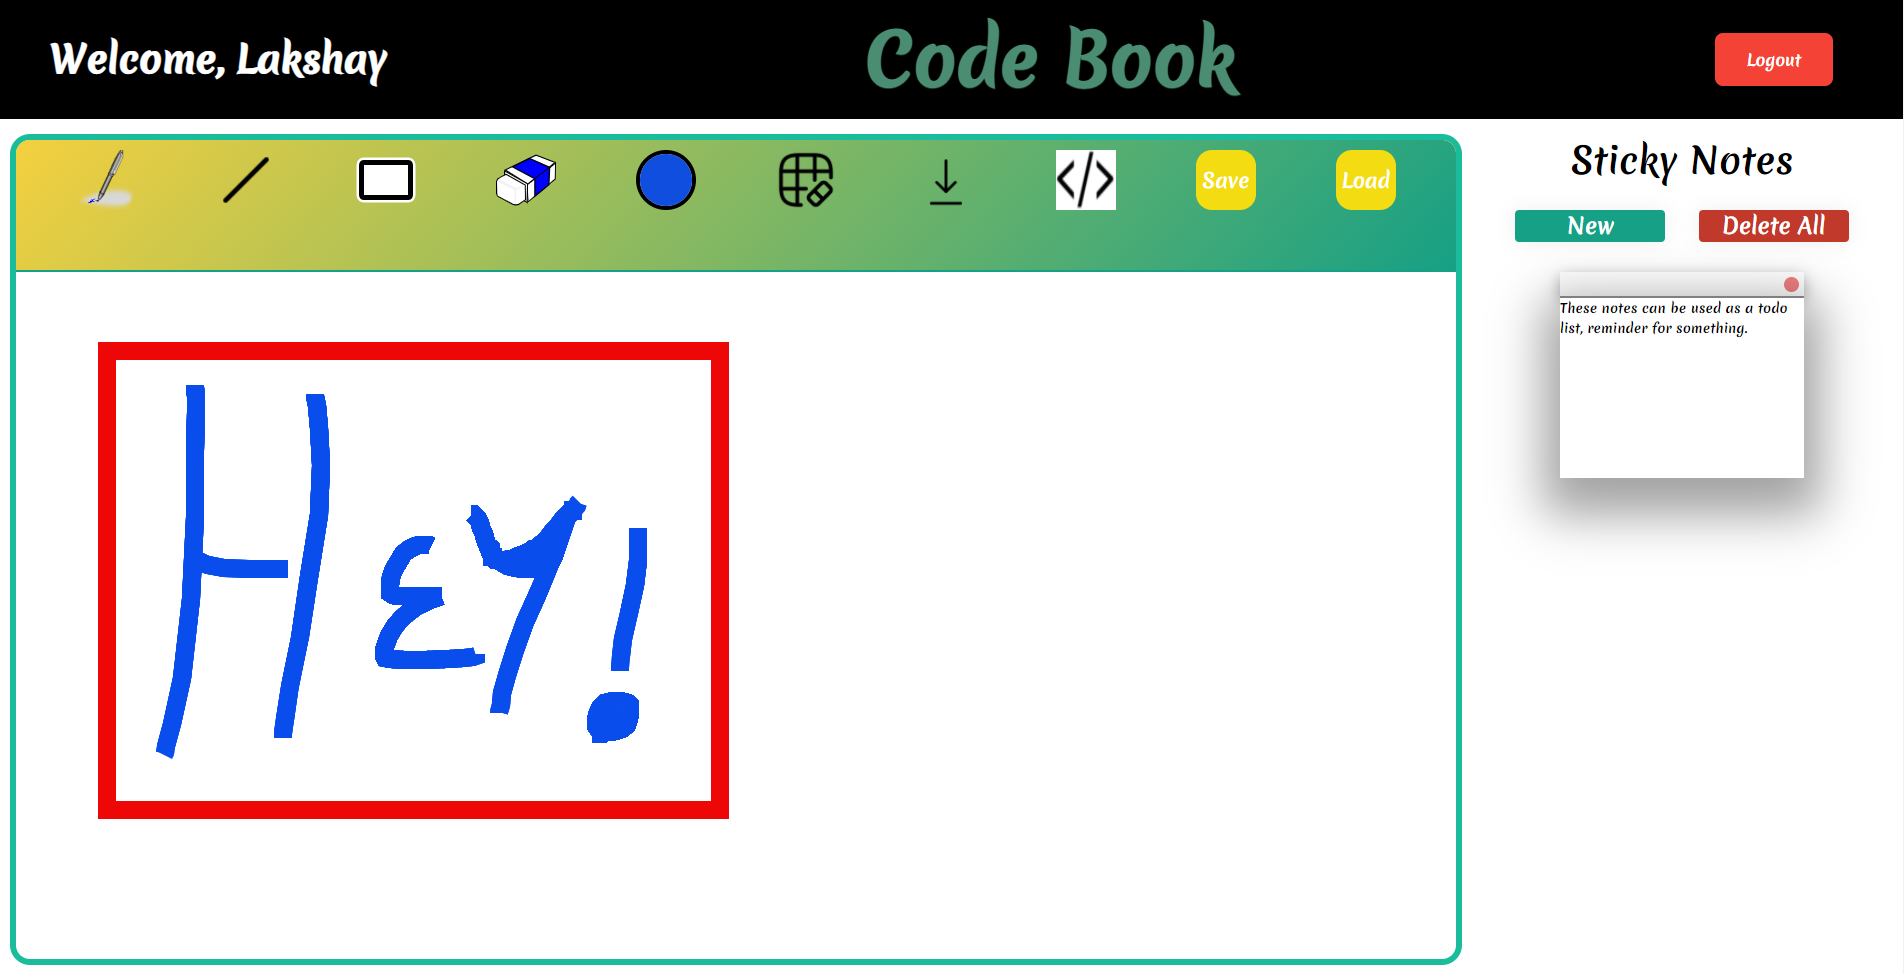 Welcome, Lakshay
Code Book
Logout
Save
Load
Sticky Notes
New
Delete All
These notes can be used as a todo
list, reminder for something.
HEY!